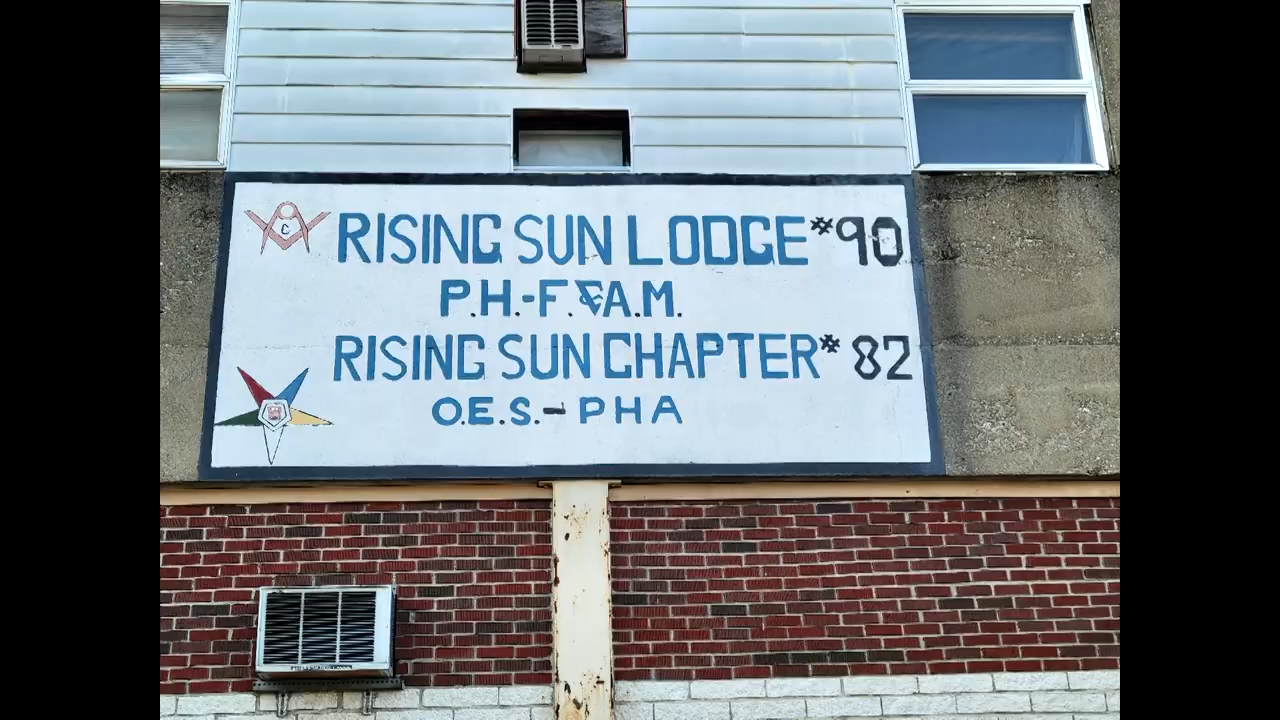 RISING SUN LODGE #90
P.H.-F.&A.M.
RISING SUN CHAPTER # 82
O.E.S.-PHA